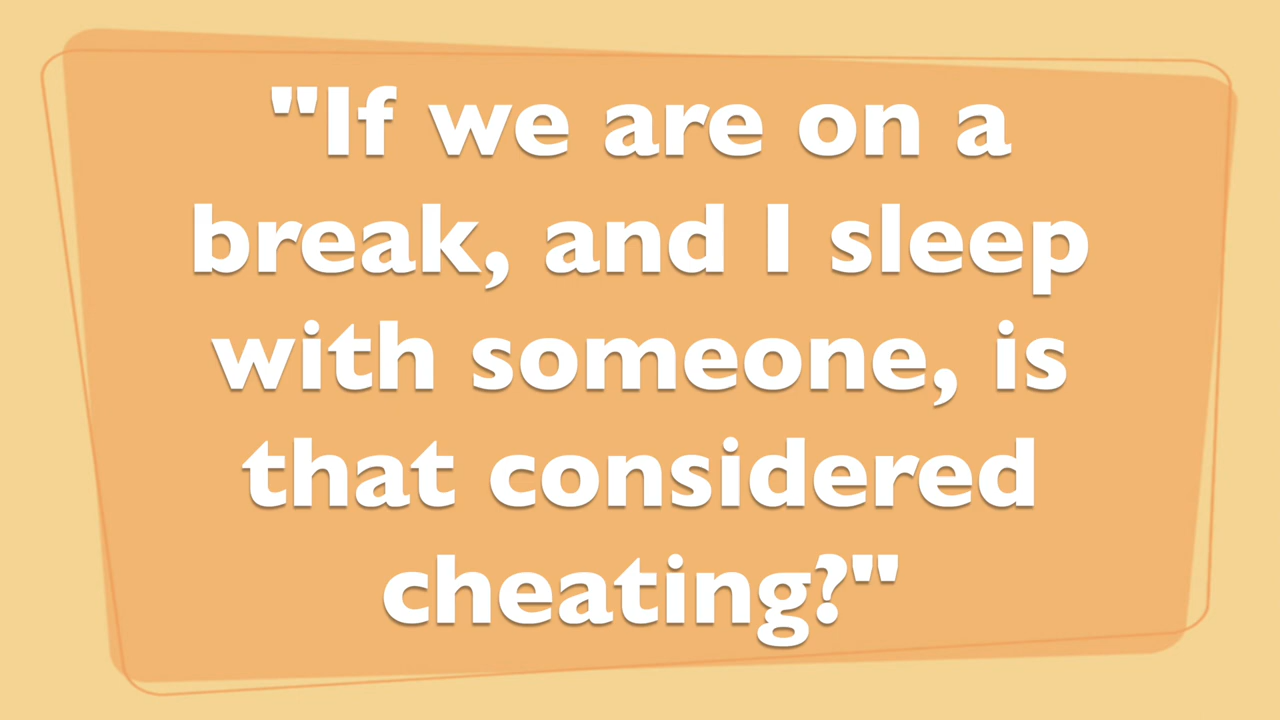 "If we are on a
break, and I sleep
with someone, is
that considered
cheating?"